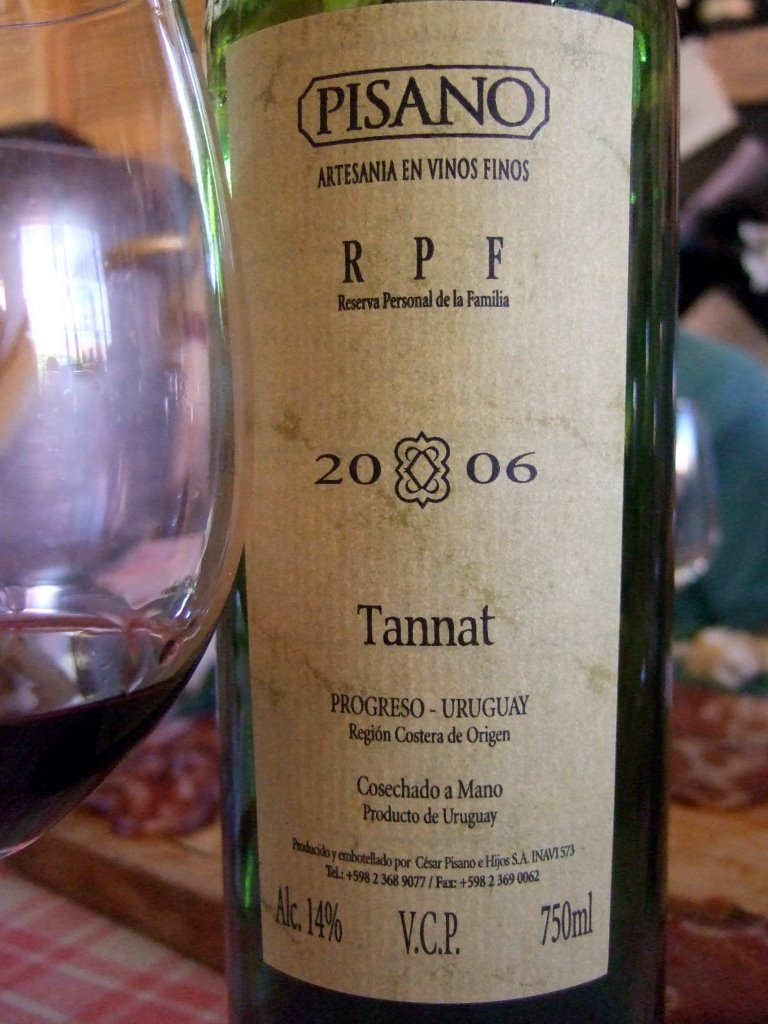 PISANO
ARTESANIA EN VINOS FINOS
R P F
Reserva Personal de la Familia
20 06
Tannat
PROGRESO - URUGUAY
Región Costera de Origen
Cosechado a Mano
Producto de Uruguay
Producido y embotellado por César Pisano e Hijos S.A. INAVI 573
Tel.: +598 2 368 9077 / Fax: +598 2 369 0062
Alc. 14% V.C.P. 750ml